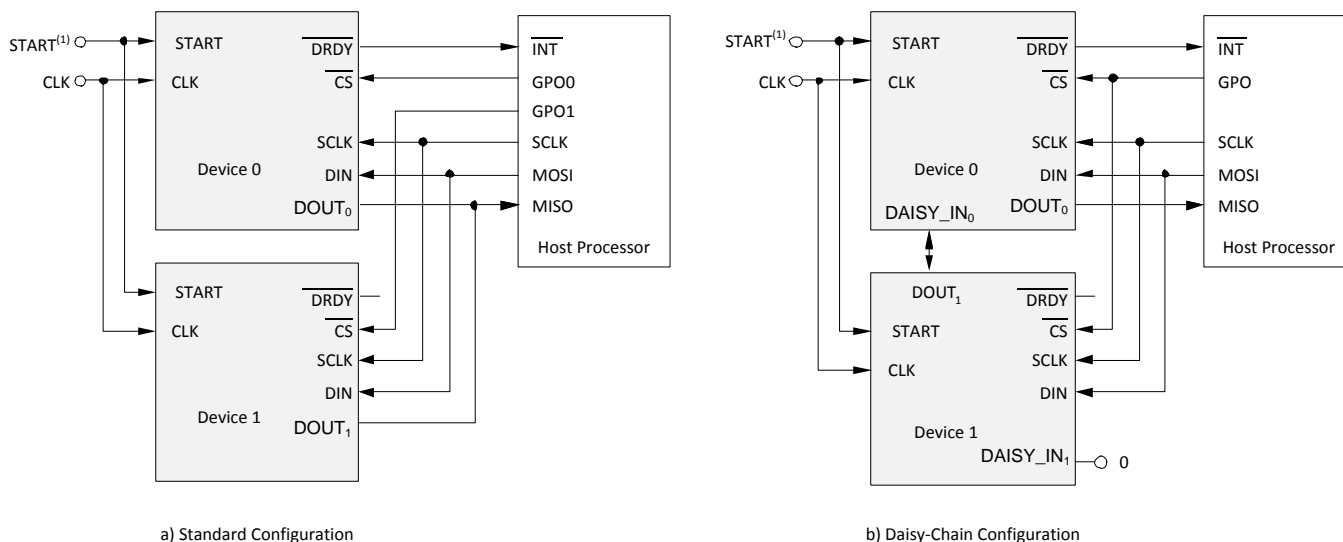 START(1)
CLK
START
CLK
DRDY
CS
SCLK
DIN
DOUT0
Device 0
INT
GPO0
GPO1
SCLK
MOSI
MISO
Host Processor
START
CLK
DRDY
CS
SCLK
DIN
DOUT1
Device 1
a) Standard Configuration
START(1)
CLK
START
CLK
DRDY
CS
SCLK
DIN
DOUT0
Device 0
DAISY_IN0
INT
GPO
SCLK
MOSI
MISO
Host Processor
DOUT1
START
CLK
DRDY
CS
SCLK
DIN
Device 1
DAISY_IN1
0
b) Daisy-Chain Configuration